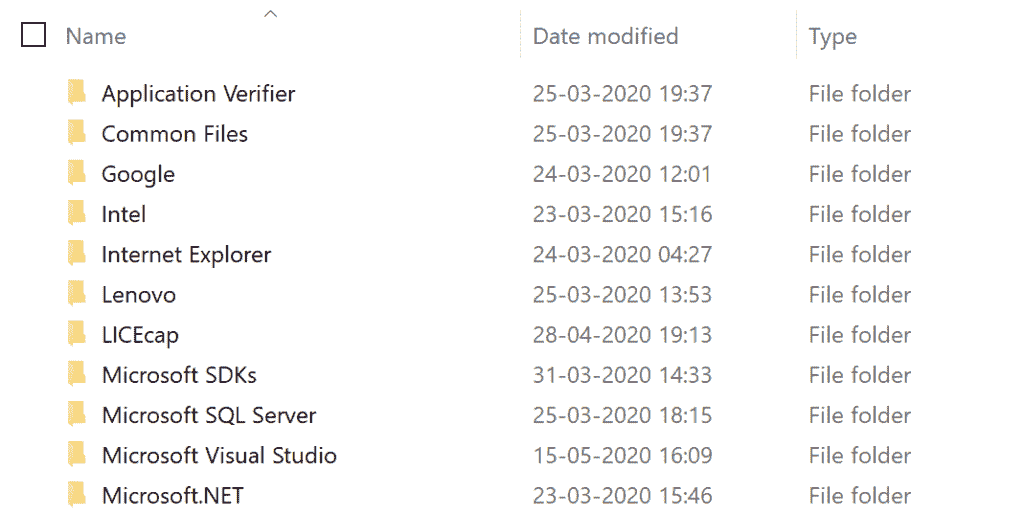 Name Date modified Type
Application Verifier 25-03-2020 19:37 File folder
Common Files 25-03-2020 19:37 File folder
Google 24-03-2020 12:01 File folder
Intel 23-03-2020 15:16 File folder
Internet Explorer 24-03-2020 04:27 File folder
Lenovo 25-03-2020 13:53 File folder
LICEcap 28-04-2020 19:13 File folder
Microsoft SDKs 31-03-2020 14:33 File folder
Microsoft SQL Server 25-03-2020 18:15 File folder
Microsoft Visual Studio 15-05-2020 16:09 File folder
Microsoft.NET 23-03-2020 15:46 File folder